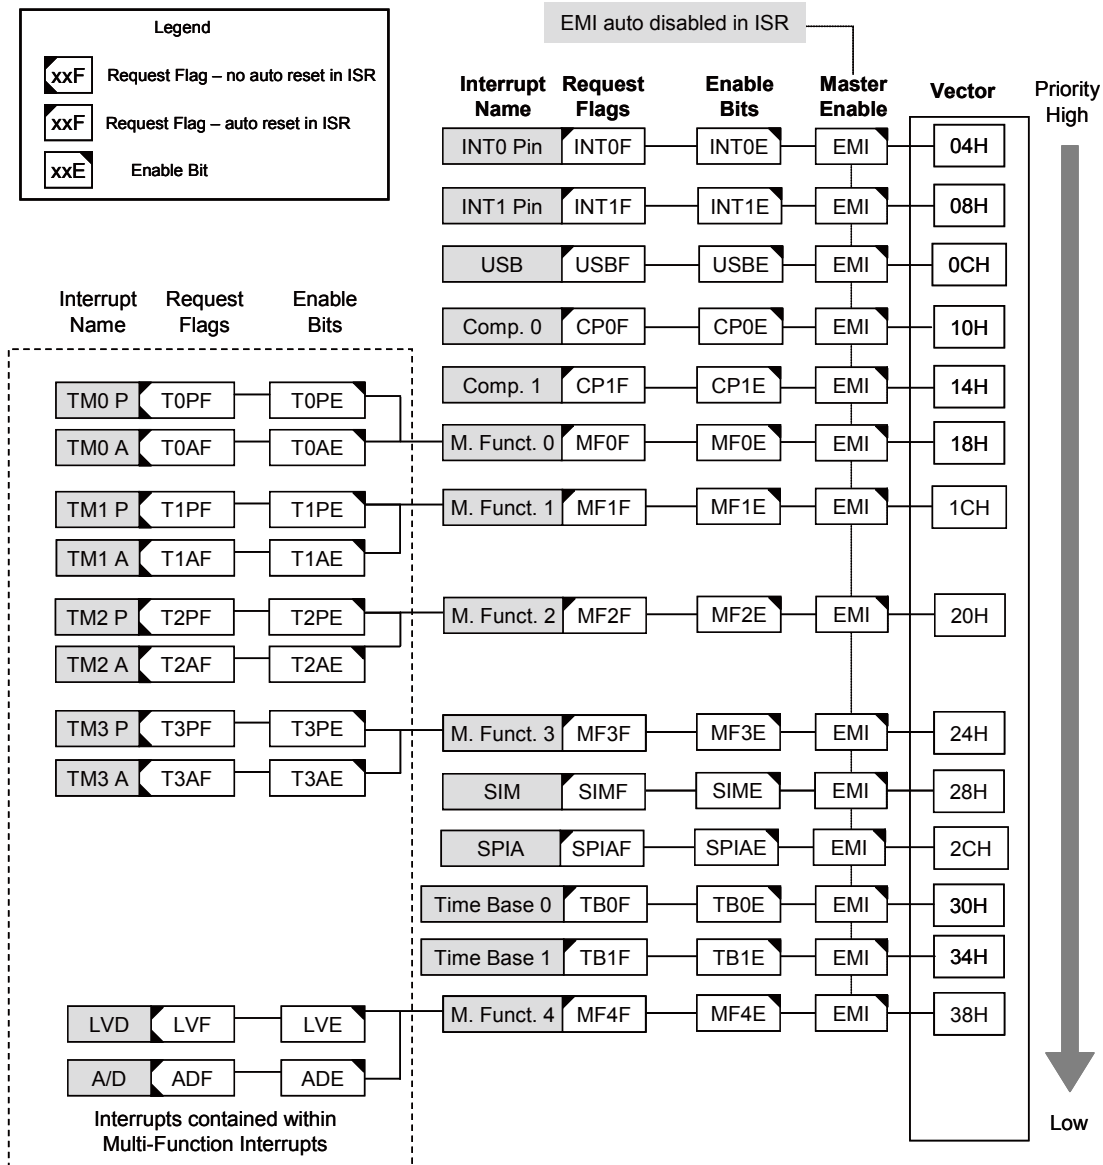 Legend
xxF Request Flag – no auto reset in ISR
xxF Request Flag – auto reset in ISR
xxE Enable Bit
EMI auto disabled in ISR
Interrupt Name Request Flags Enable Bits Master Enable Vector Priority High
INT0 Pin INT0F INT0E EMI 04H
INT1 Pin INT1F INT1E EMI 08H
USB USBF USBE EMI 0CH
Comp. 0 CP0F CP0E EMI 10H
Comp. 1 CP1F CP1E EMI 14H
M. Funct. 0 MF0F MF0E EMI 18H
M. Funct. 1 MF1F MF1E EMI 1CH
M. Funct. 2 MF2F MF2E EMI 20H
M. Funct. 3 MF3F MF3E EMI 24H
SIM SIMF SIME EMI 28H
SPIA SPIAF SPIAE EMI 2CH
Time Base 0 TB0F TB0E EMI 30H
Time Base 1 TB1F TB1E EMI 34H
M. Funct. 4 MF4F MF4E EMI 38H
Low
Interrupt Name Request Flags Enable Bits
TM0 P T0PF T0PE
TM0 A T0AF T0AE
TM1 P T1PF T1PE
TM1 A T1AF T1AE
TM2 P T2PF T2PE
TM2 A T2AF T2AE
TM3 P T3PF T3PE
TM3 A T3AF T3AE
LVD LVF LVE
A/D ADF ADE
Interrupts contained within
Multi-Function Interrupts